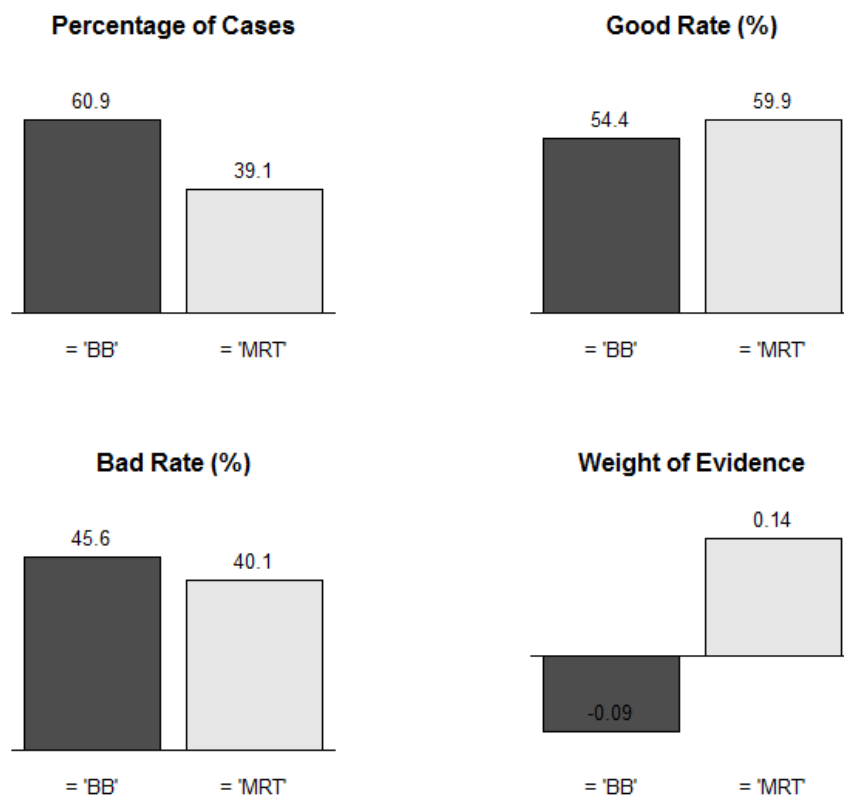 Percentage of Cases
60.9
39.1
= 'BB'
= 'MRT'
Good Rate (%)
54.4
59.9
= 'BB'
= 'MRT'
Bad Rate (%)
45.6
40.1
= 'BB'
= 'MRT'
Weight of Evidence
0.14
-0.09
= 'BB'
= 'MRT'